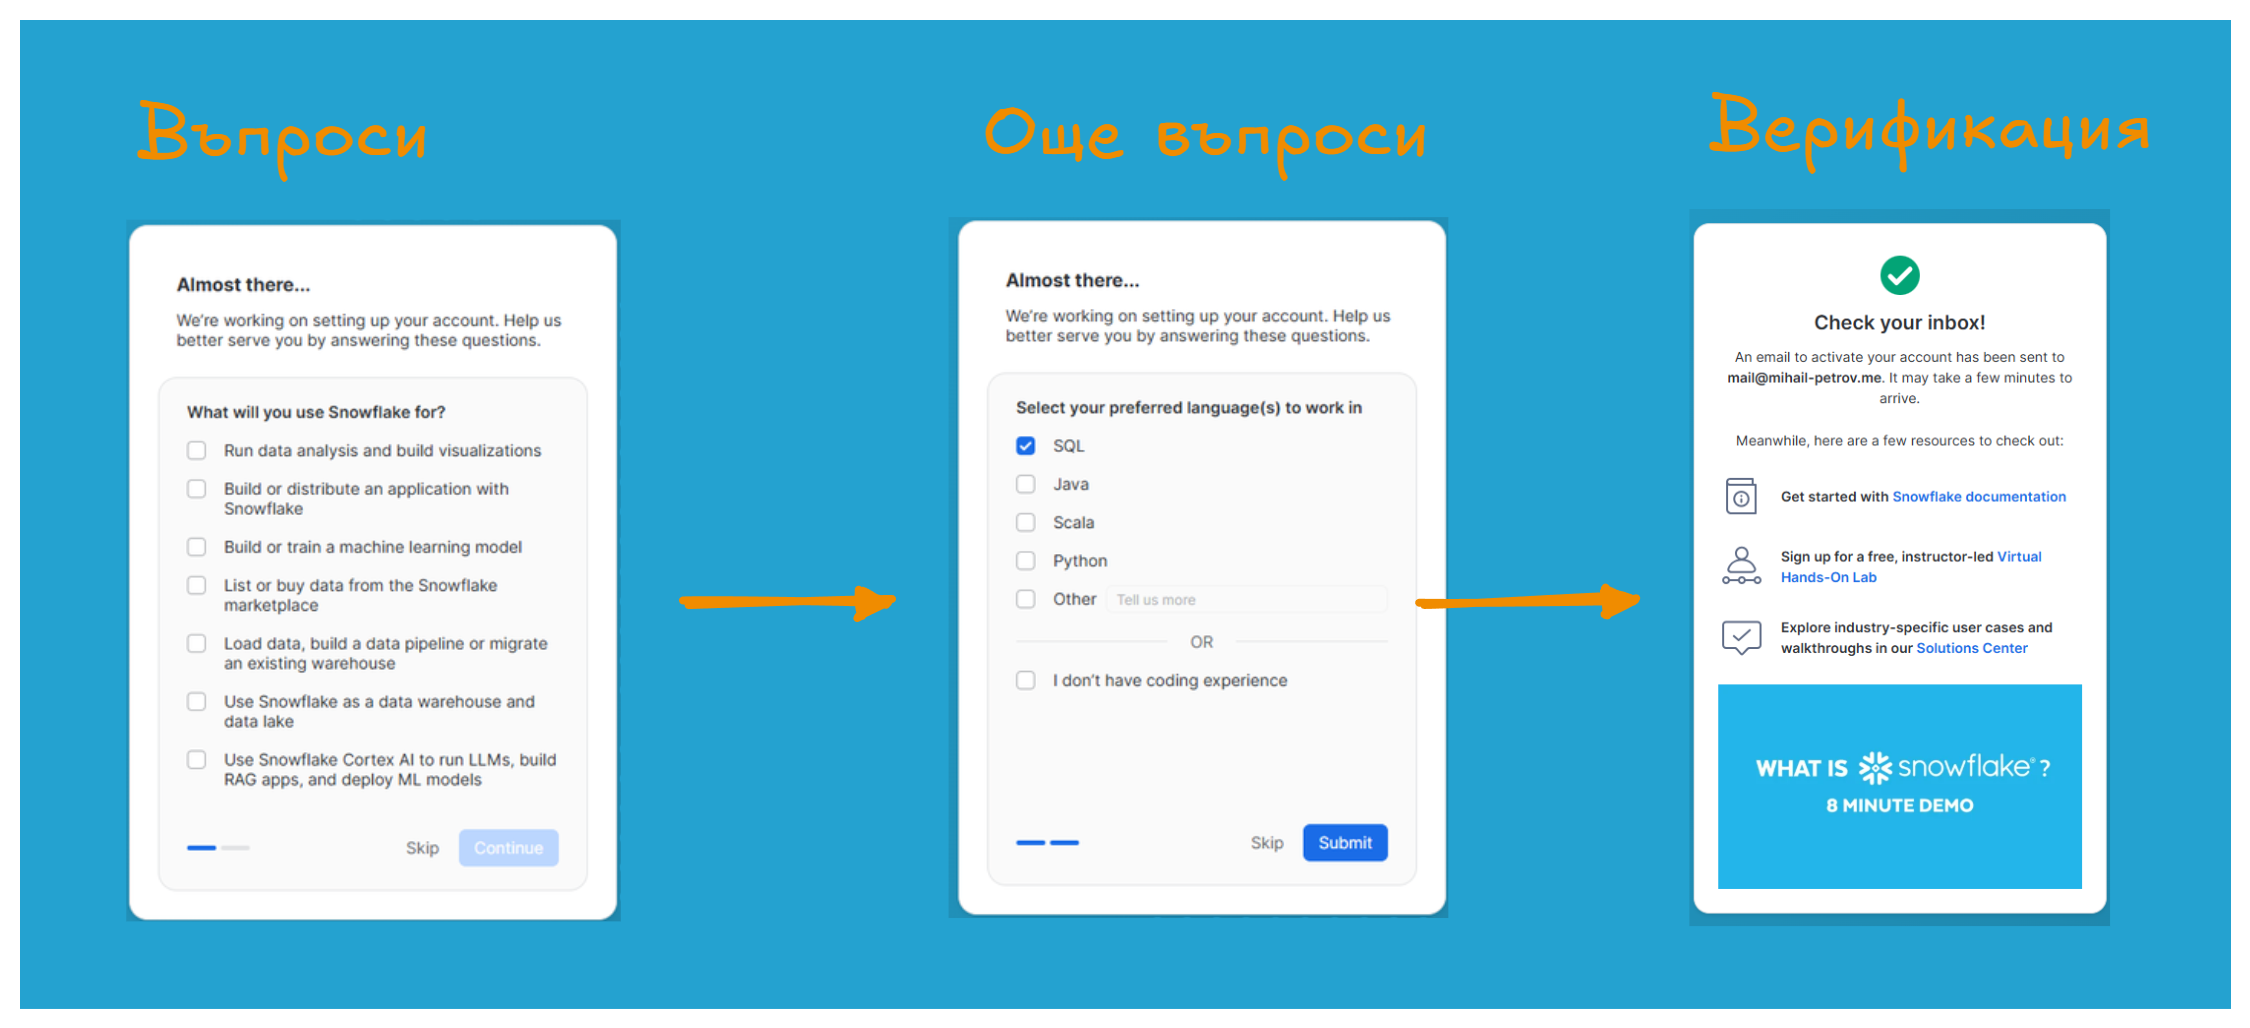 Въпроси
Още въпроси
Верификация
Almost there...
We're working on setting up your account. Help us
better serve you by answering these questions.
What will you use Snowflake for?
Run data analysis and build visualizations
Build or distribute an application with
Snowflake
Build or train a machine learning model
List or buy data from the Snowflake
marketplace
Load data, build a data pipeline or migrate
an existing warehouse
Use Snowflake as a data warehouse and
data lake
Use Snowflake Cortex AI to run LLMs, build
RAG apps, and deploy ML models
Skip
Continue
Almost there...
We're working on setting up your account. Help us
better serve you by answering these questions.
Select your preferred language(s) to work in
SQL
Java
Scala
Python
Other Tell us more
OR
I don't have coding experience
Skip
Submit
Check your inbox!
An email to activate your account has been sent to
mail@mihail-petrov.me. It may take a few minutes to
arrive.
Meanwhile, here are a few resources to check out:
Get started with Snowflake documentation
Sign up for a free, instructor-led Virtual
Hands-On Lab
Explore industry-specific user cases and
walkthroughs in our Solutions Center
WHAT IS snowflake®?
8 MINUTE DEMO